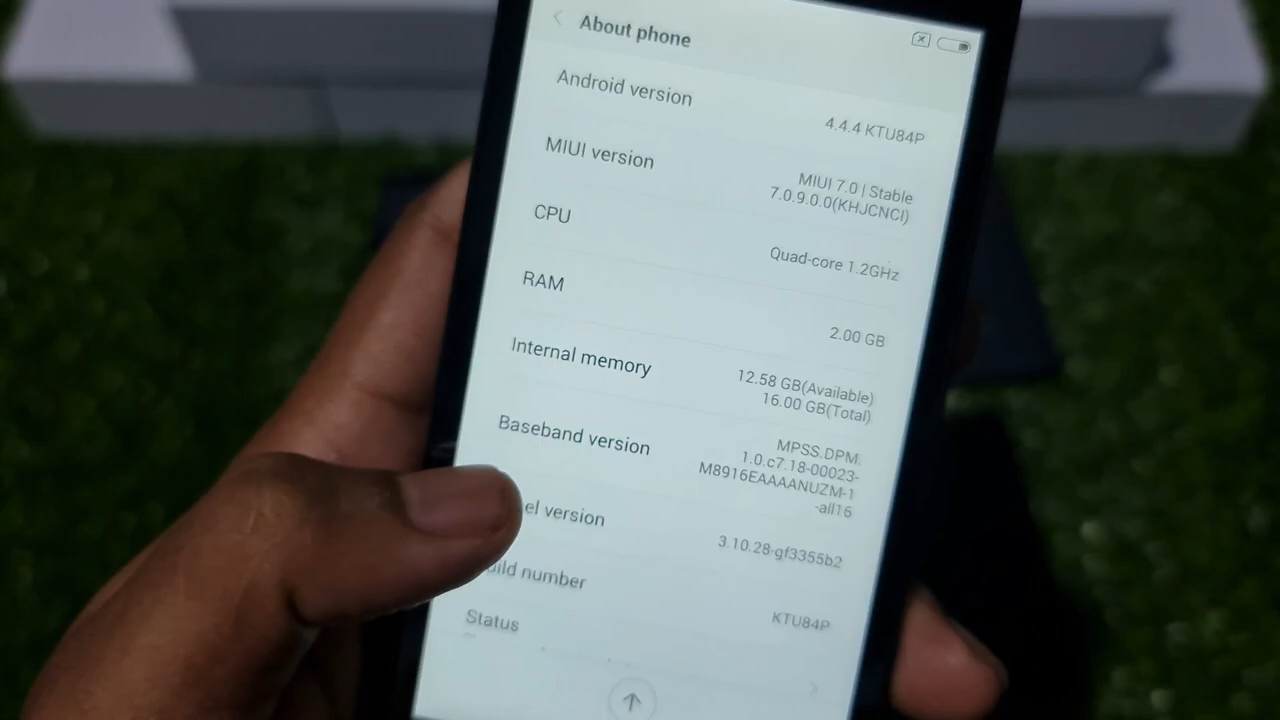 About phone
Android version
4.4.4 KTU84P
MIUI version
MIUI 7.0 | Stable
7.0.9.0.0(KHJCNCI)
CPU
Quad-core 1.2GHz
RAM
2.00 GB
Internal memory
12.58 GB(Available)
16.00 GB(Total)
Baseband version
MPSS.DPM.
1.0.c7.18-00023-
M8916EAAAANUZM-1
-all16
el version
3.10.28-gf3355b2
uild number
KTU84P
Status